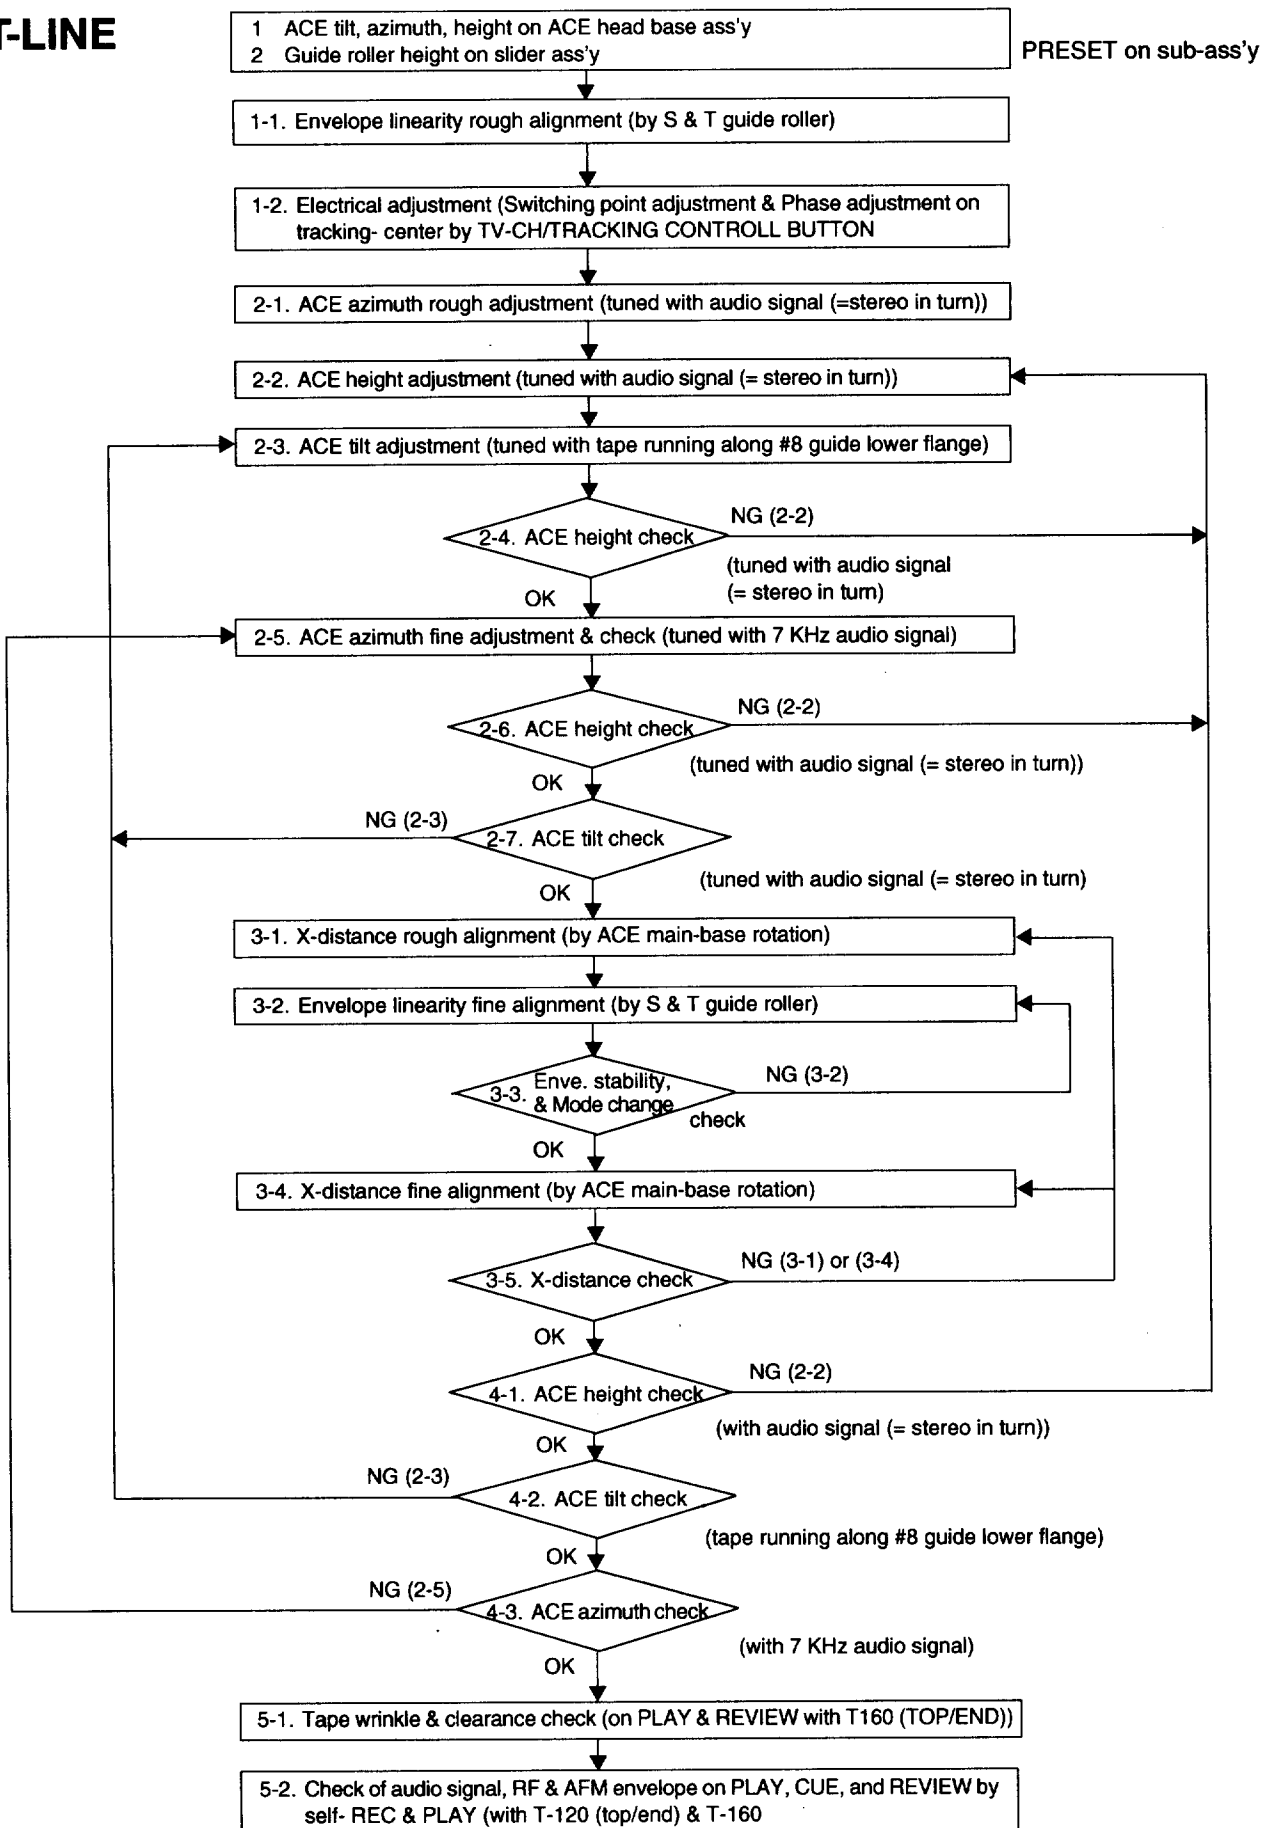 T-LINE
1 ACE tilt, azimuth, height on ACE head base ass'y
2 Guide roller height on slider ass'y
PRESET on sub-ass'y
1-1. Envelope linearity rough alignment (by S & T guide roller)
1-2. Electrical adjustment (Switching point adjustment & Phase adjustment on
tracking- center by TV-CH/TRACKING CONTROLL BUTTON
2-1. ACE azimuth rough adjustment (tuned with audio signal (=stereo in turn))
2-2. ACE height adjustment (tuned with audio signal (= stereo in turn))
2-3. ACE tilt adjustment (tuned with tape running along #8 guide lower flange)
NG (2-2)
2-4. ACE height check
(tuned with audio signal
(= stereo in turn)
OK
2-5. ACE azimuth fine adjustment & check (tuned with 7 KHz audio signal)
NG (2-2)
2-6. ACE height check
(tuned with audio signal (= stereo in turn))
OK
NG (2-3)
2-7. ACE tilt check
(tuned with audio signal (= stereo in turn)
OK
3-1. X-distance rough alignment (by ACE main-base rotation)
3-2. Envelope linearity fine alignment (by S & T guide roller)
NG (3-2)
3-3. Enve. stability,
& Mode change
check
OK
3-4. X-distance fine alignment (by ACE main-base rotation)
NG (3-1) or (3-4)
3-5. X-distance check
OK
NG (2-2)
4-1. ACE height check
(with audio signal (= stereo in turn))
OK
NG (2-3)
4-2. ACE tilt check
(tape running along #8 guide lower flange)
OK
NG (2-5)
4-3. ACE azimuth check
(with 7 KHz audio signal)
OK
5-1. Tape wrinkle & clearance check (on PLAY & REVIEW with T160 (TOP/END))
5-2. Check of audio signal, RF & AFM envelope on PLAY, CUE, and REVIEW by
self- REC & PLAY (with T-120 (top/end) & T-160